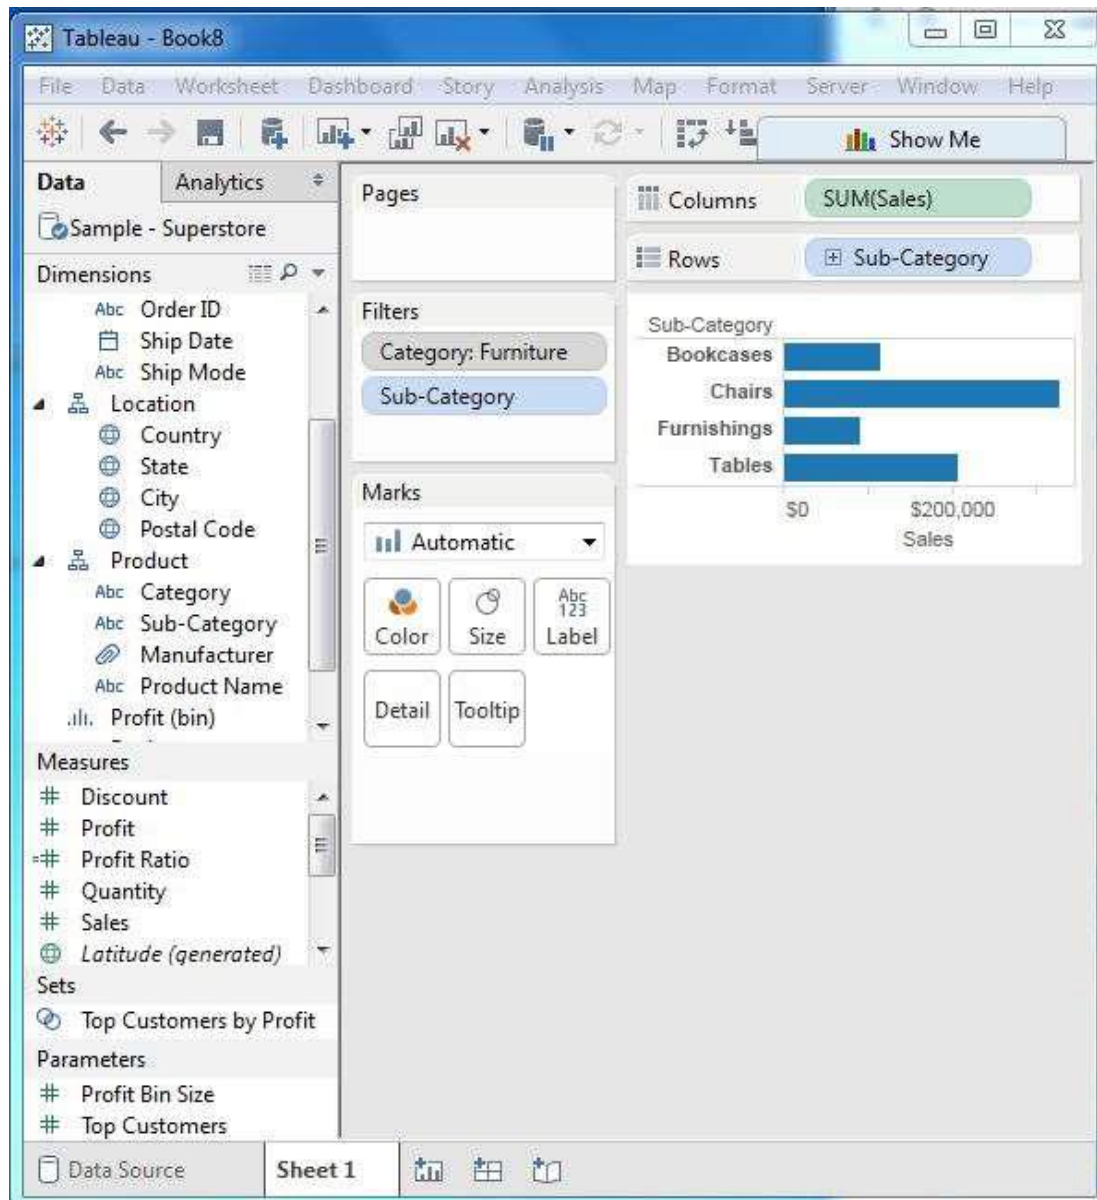 Tableau - Book8
File Data Worksheet Dashboard Story Analysis Map Format Server Window Help
Show Me
Data Analytics
Sample - Superstore
Dimensions
Abc Order ID
Ship Date
Abc Ship Mode
Location
Country
State
City
Postal Code
Product
Abc Category
Abc Sub-Category
Manufacturer
Abc Product Name
Profit (bin)
Measures
# Discount
# Profit
=# Profit Ratio
# Quantity
# Sales
Latitude (generated)
Sets
Top Customers by Profit
Parameters
# Profit Bin Size
# Top Customers
Pages
Filters
Category: Furniture
Sub-Category
Marks
Automatic
Color
Size
Abc
123
Label
Detail
Tooltip
Columns SUM(Sales)
Rows Sub-Category
Sub-Category
Bookcases
Chairs
Furnishings
Tables
$0 $200,000
Sales
Data Source Sheet 1